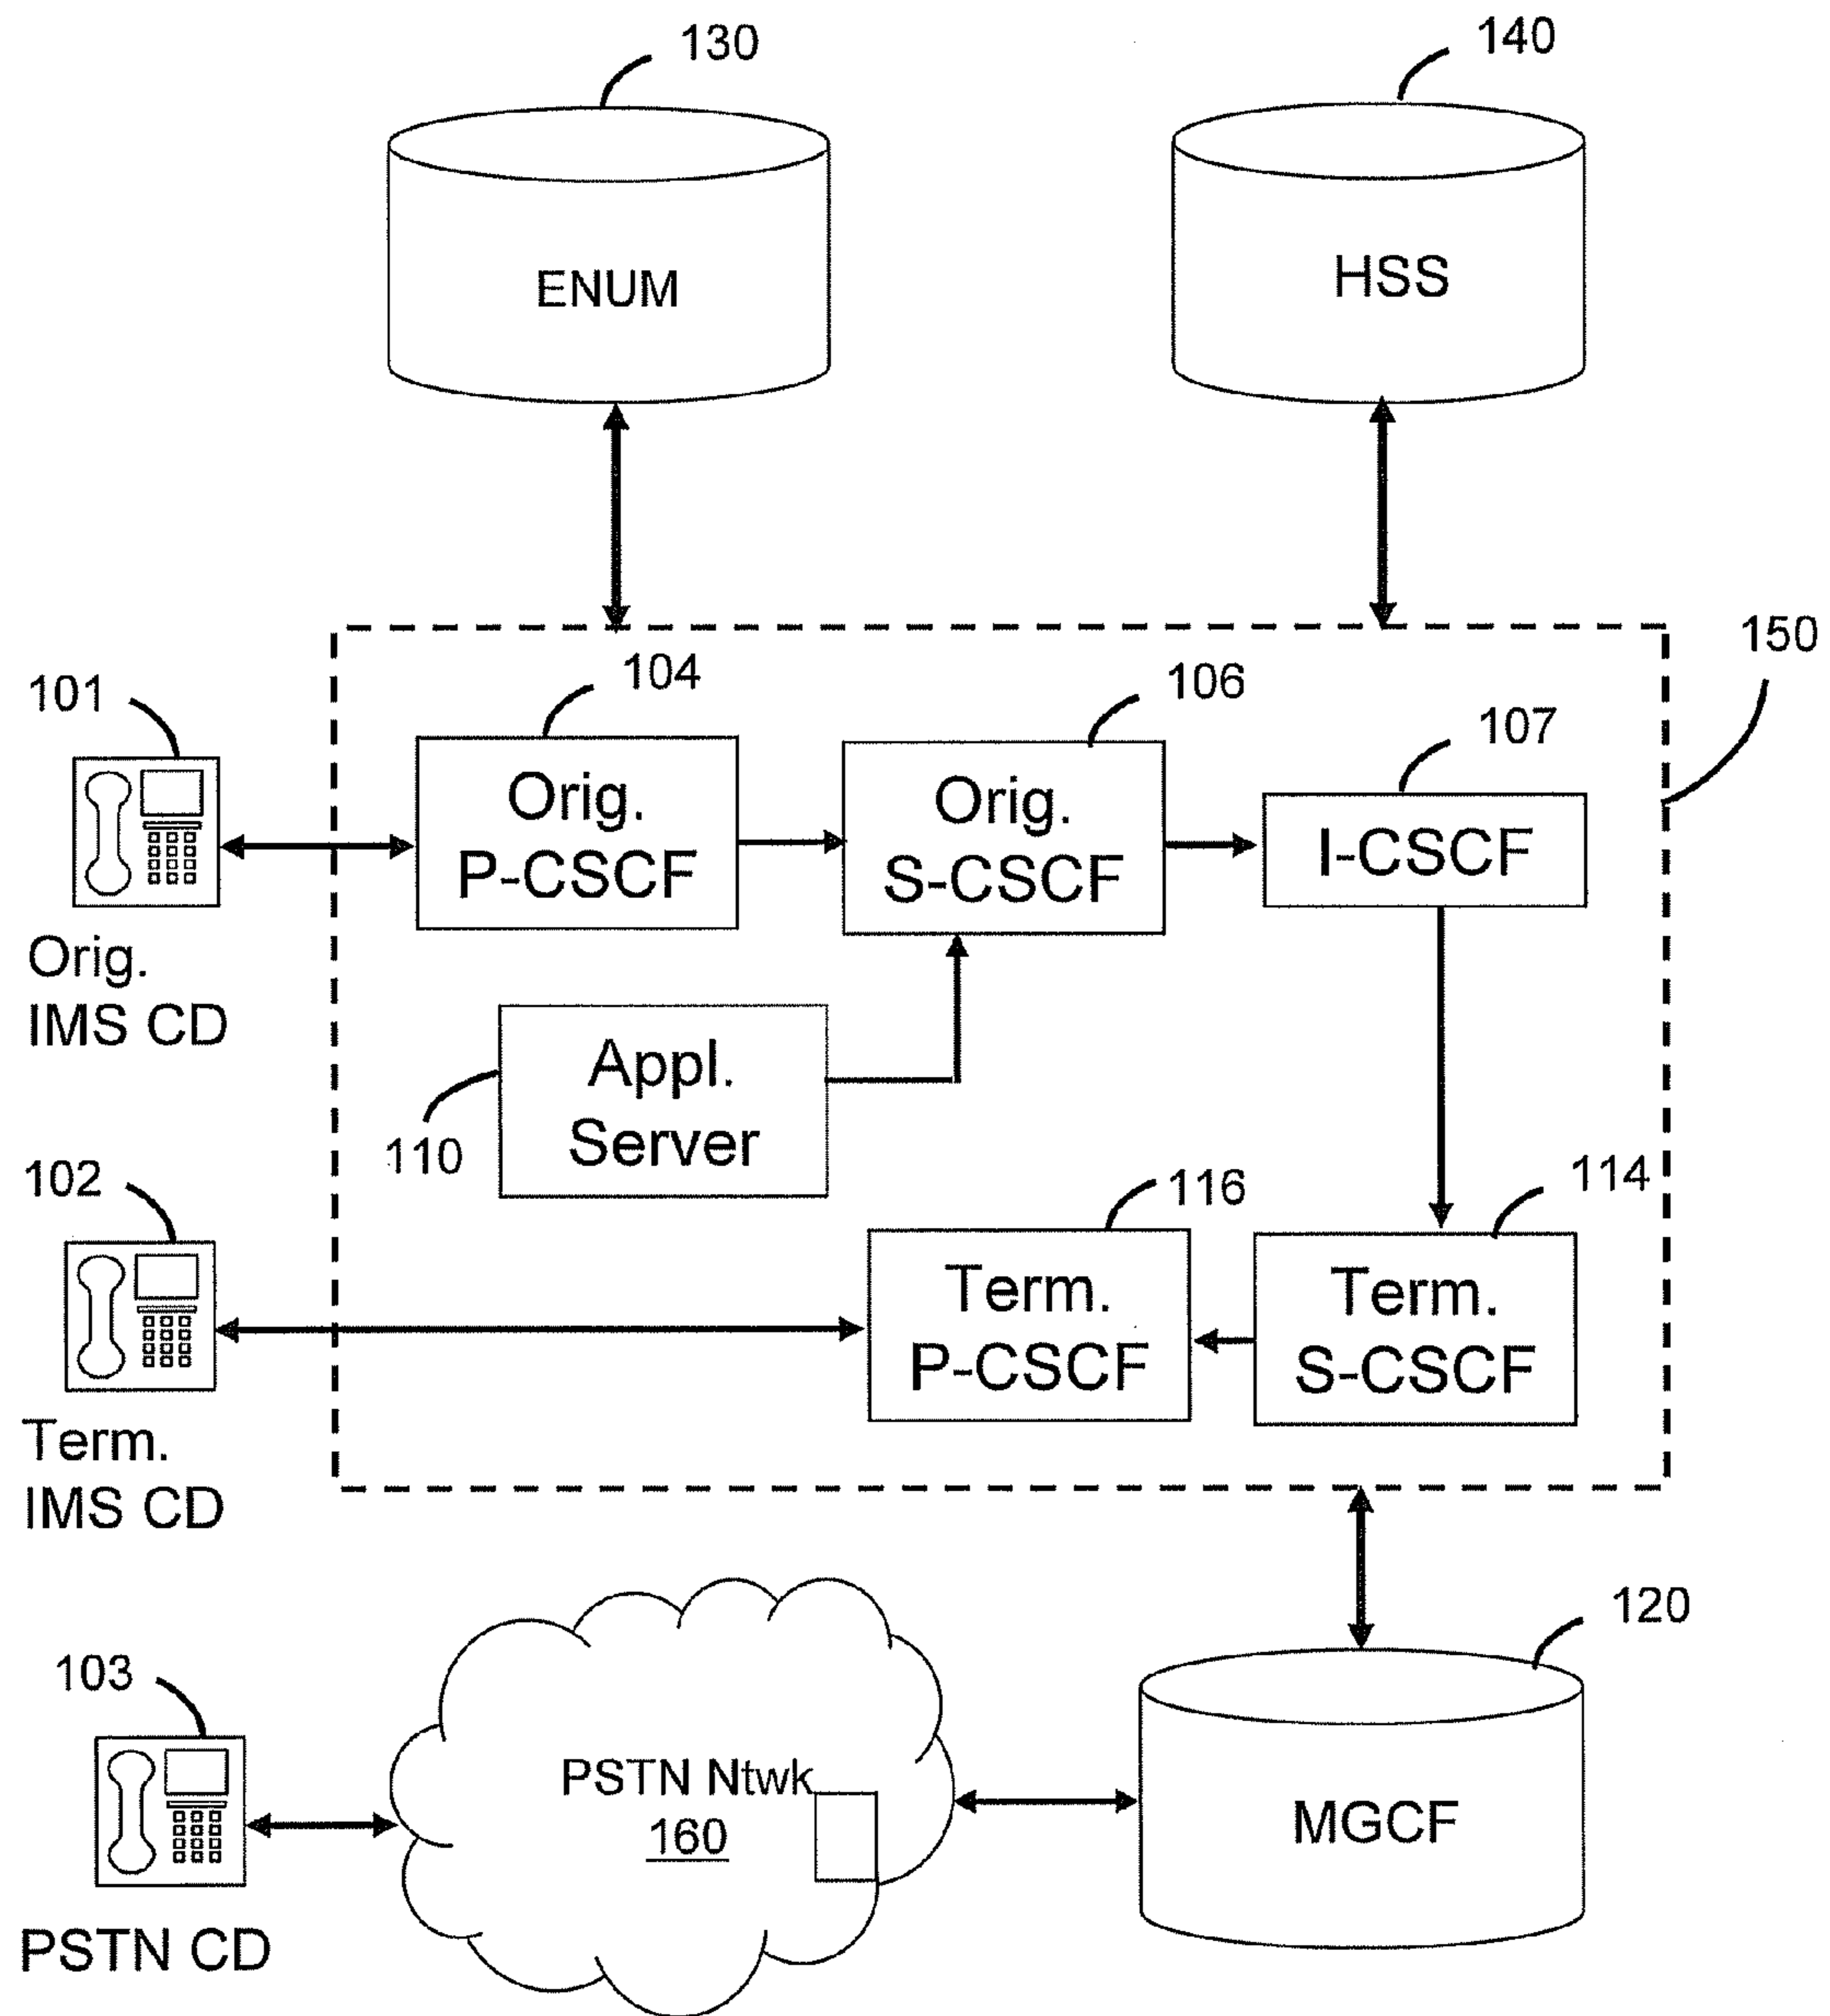 130
140
ENUM
HSS
150
104
106
101
107
Orig.
P-CSCF
Orig.
S-CSCF
I-CSCF
Orig.
IMS CD
Appl.
Server
110
102
116
114
Term.
P-CSCF
Term.
S-CSCF
Term.
IMS CD
120
103
PSTN Ntwk
160
MGCF
PSTN CD